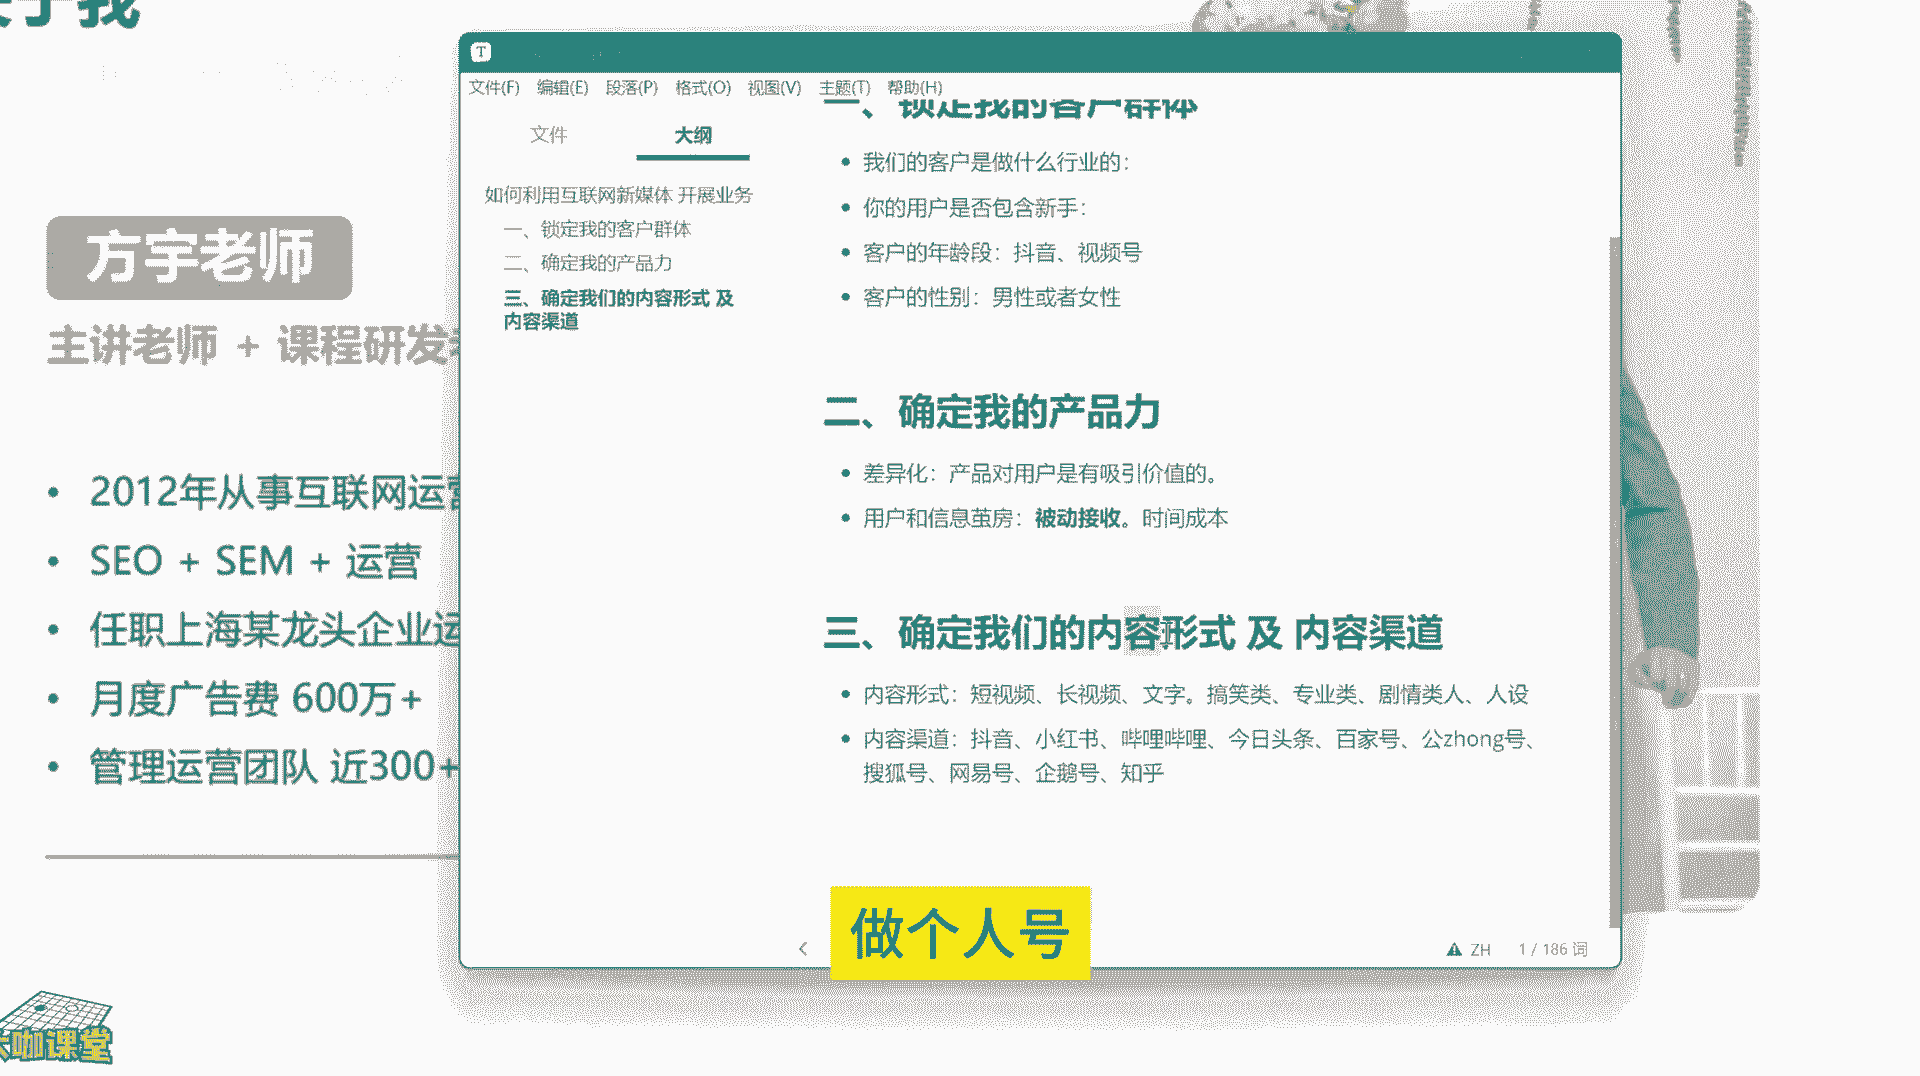 于我
方宇老师
主讲老师 + 课程研发
2012年从事互联网运营
SEO + SEM + 运营
任职上海某龙头企业运
月度广告费 600万+
管理运营团队 近300+
咖课堂
T
文件(F) 编辑(E) 段落(P) 格式(O) 视图(V) 主题(T) 帮助(H)
文件 大纲
如何利用互联网新媒体 开展业务
一、锁定我的客户群体
二、确定我的产品力
三、确定我们的内容形式 及
内容渠道
一、锁定我的客户群体
我们的客户是做什么行业的：
你的用户是否包含新手：
客户的年龄段：抖音、视频号
客户的性别：男性或者女性
二、确定我的产品力
差异化：产品对用户是有吸引价值的。
用户和信息茧房：被动接收。时间成本
三、确定我们的内容形式 及 内容渠道
内容形式：短视频、长视频、文字。搞笑类、专业类、剧情类人、人设
内容渠道：抖音、小红书、哔哩哔哩、今日头条、百家号、公zhong号、
搜狐号、网易号、企鹅号、知乎
做个人号
ZH 1 / 186 词